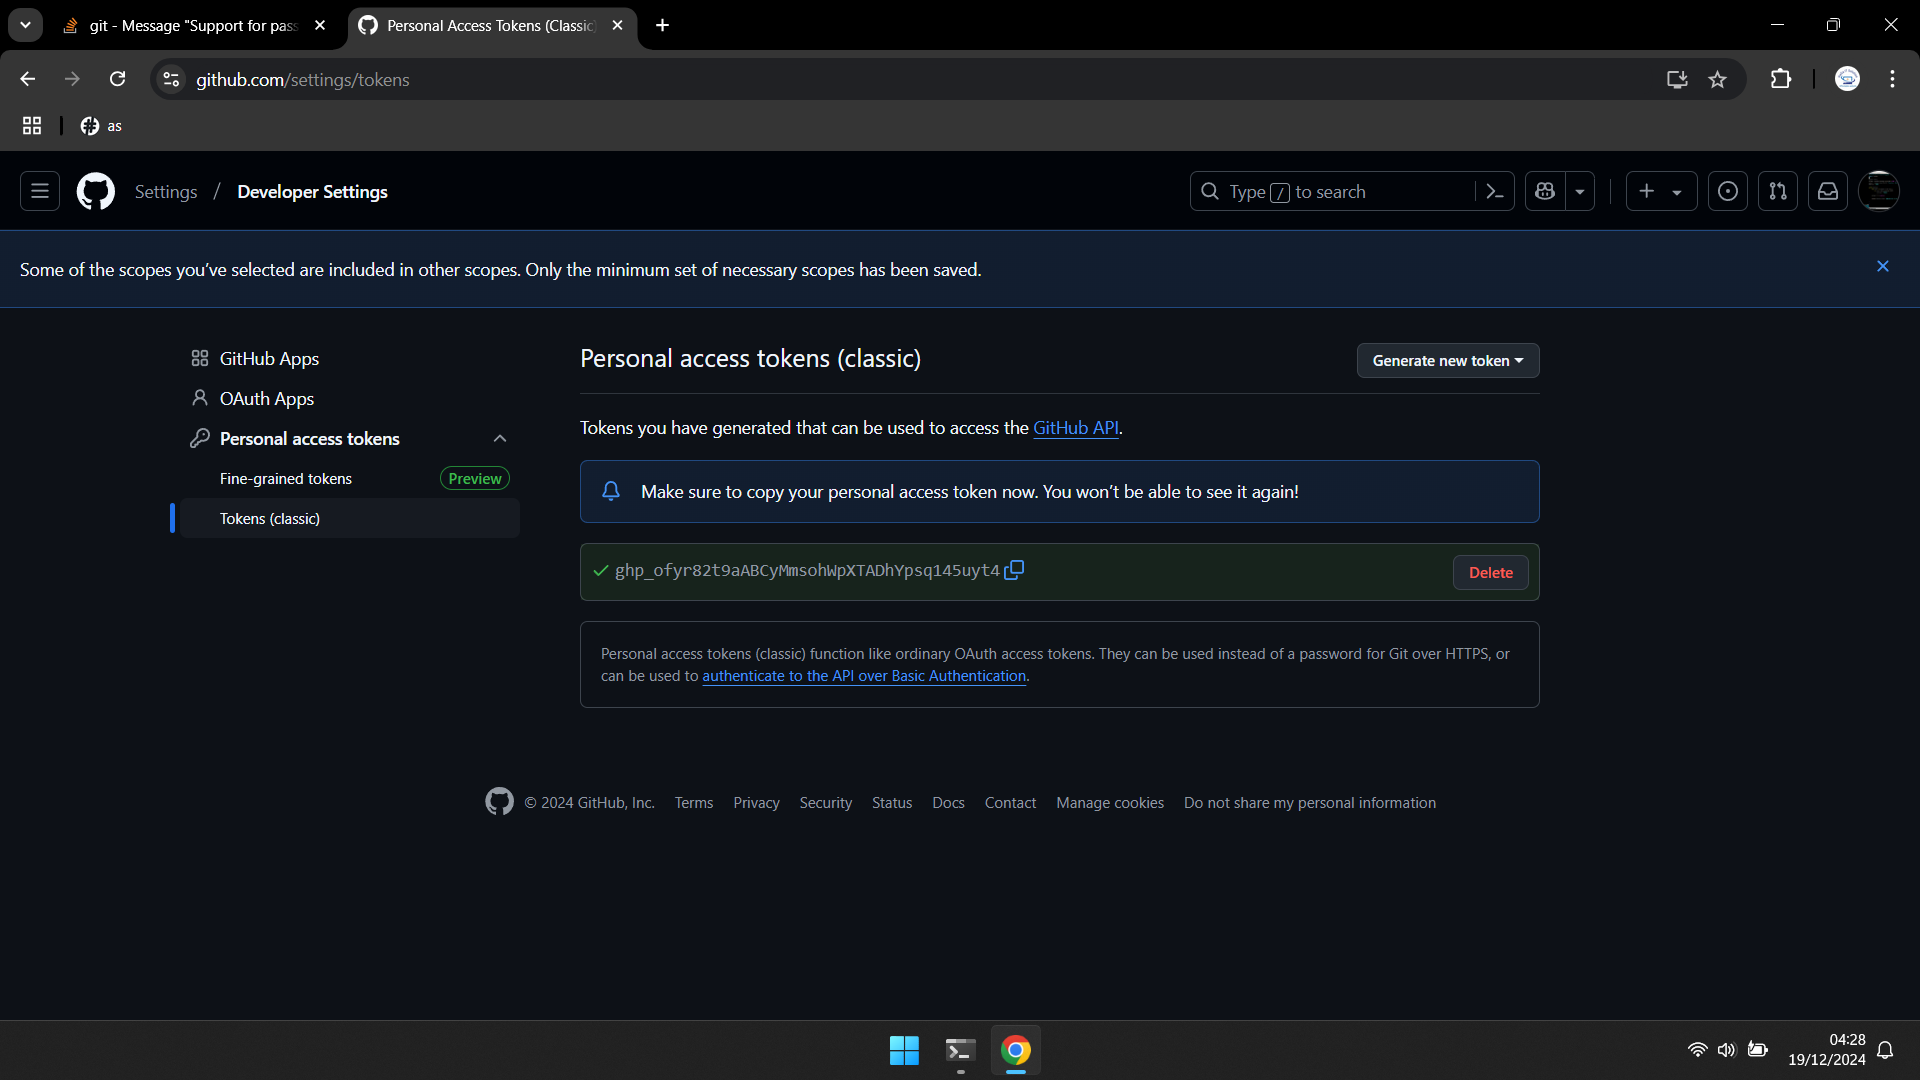 git - Message "Support for pass
Personal Access Tokens (Classic)
github.com/settings/tokens
as
Settings / Developer Settings
Type / to search
Some of the scopes you've selected are included in other scopes. Only the minimum set of necessary scopes has been saved.
GitHub Apps
OAuth Apps
Personal access tokens
Fine-grained tokens Preview
Tokens (classic)
Personal access tokens (classic)
Generate new token
Tokens you have generated that can be used to access the GitHub API.
Make sure to copy your personal access token now. You won't be able to see it again!
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
Delete
Personal access tokens (classic) function like ordinary OAuth access tokens. They can be used instead of a password for Git over HTTPS, or
can be used to authenticate to the API over Basic Authentication.
© 2024 GitHub, Inc. Terms Privacy Security Status Docs Contact Manage cookies Do not share my personal information
04:28
19/12/2024